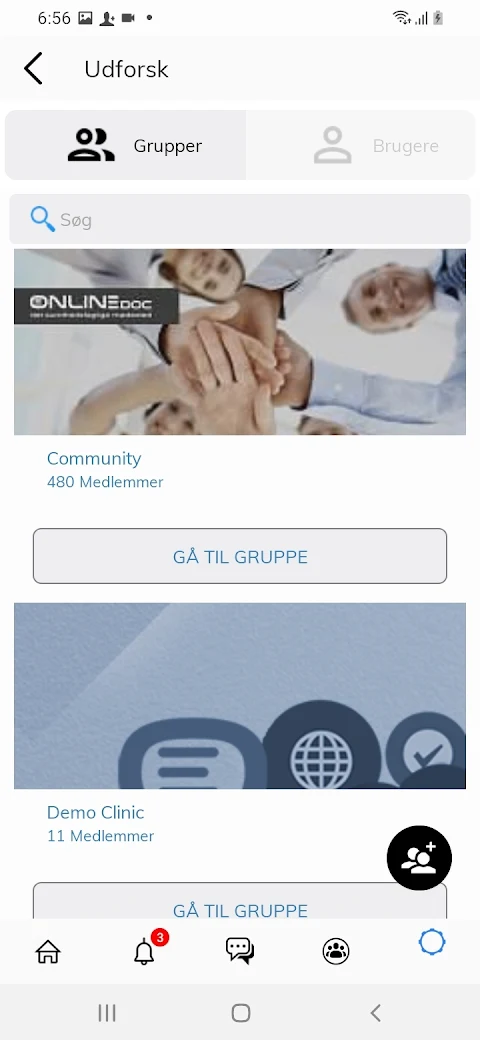 6:56
Udforsk
Grupper
Brugere
Søg
ONLINEDOC
Community
480 Medlemmer
GÅ TIL GRUPPE
Demo Clinic
11 Medlemmer
GÅ TIL GRUPPE
3